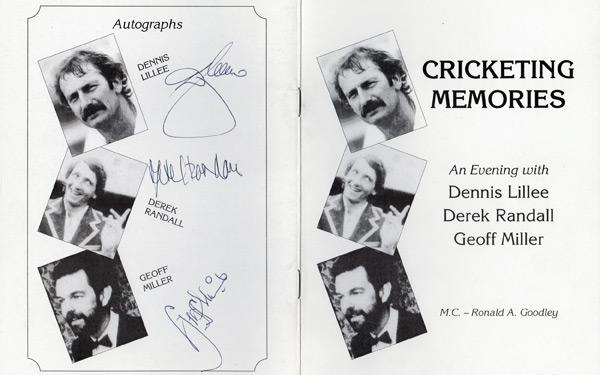 Autographs
DENNIS
LILLEE
DEREK
RANDALL
GEOFF
MILLER
CRICKETING
MEMORIES
An Evening with
Dennis Lillee
Derek Randall
Geoff Miller
M.C. – Ronald A. Goodley